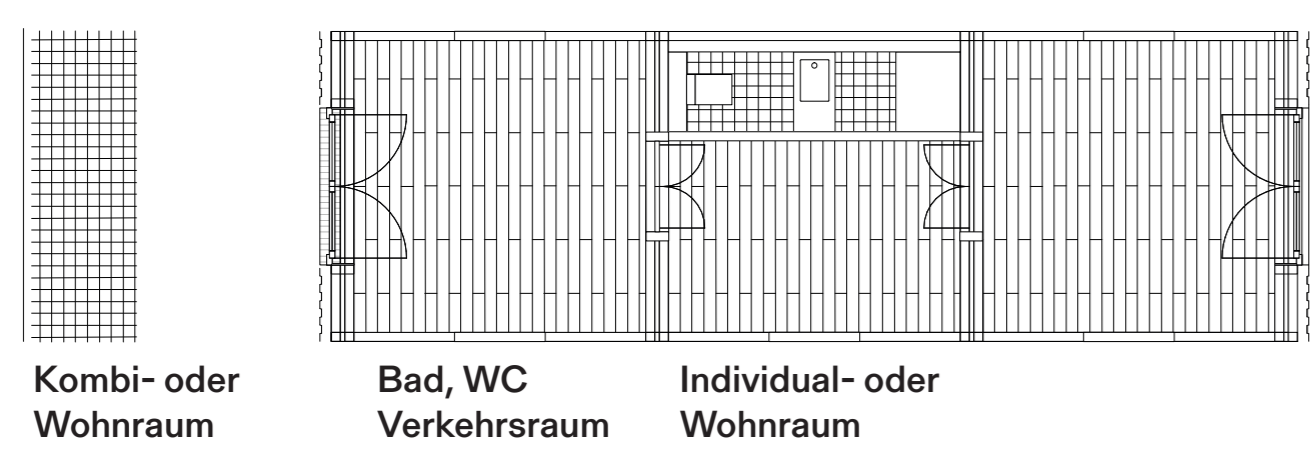 Kombi- oder
Wohnraum
Bad, WC
Verkehrsraum
Individual- oder
Wohnraum